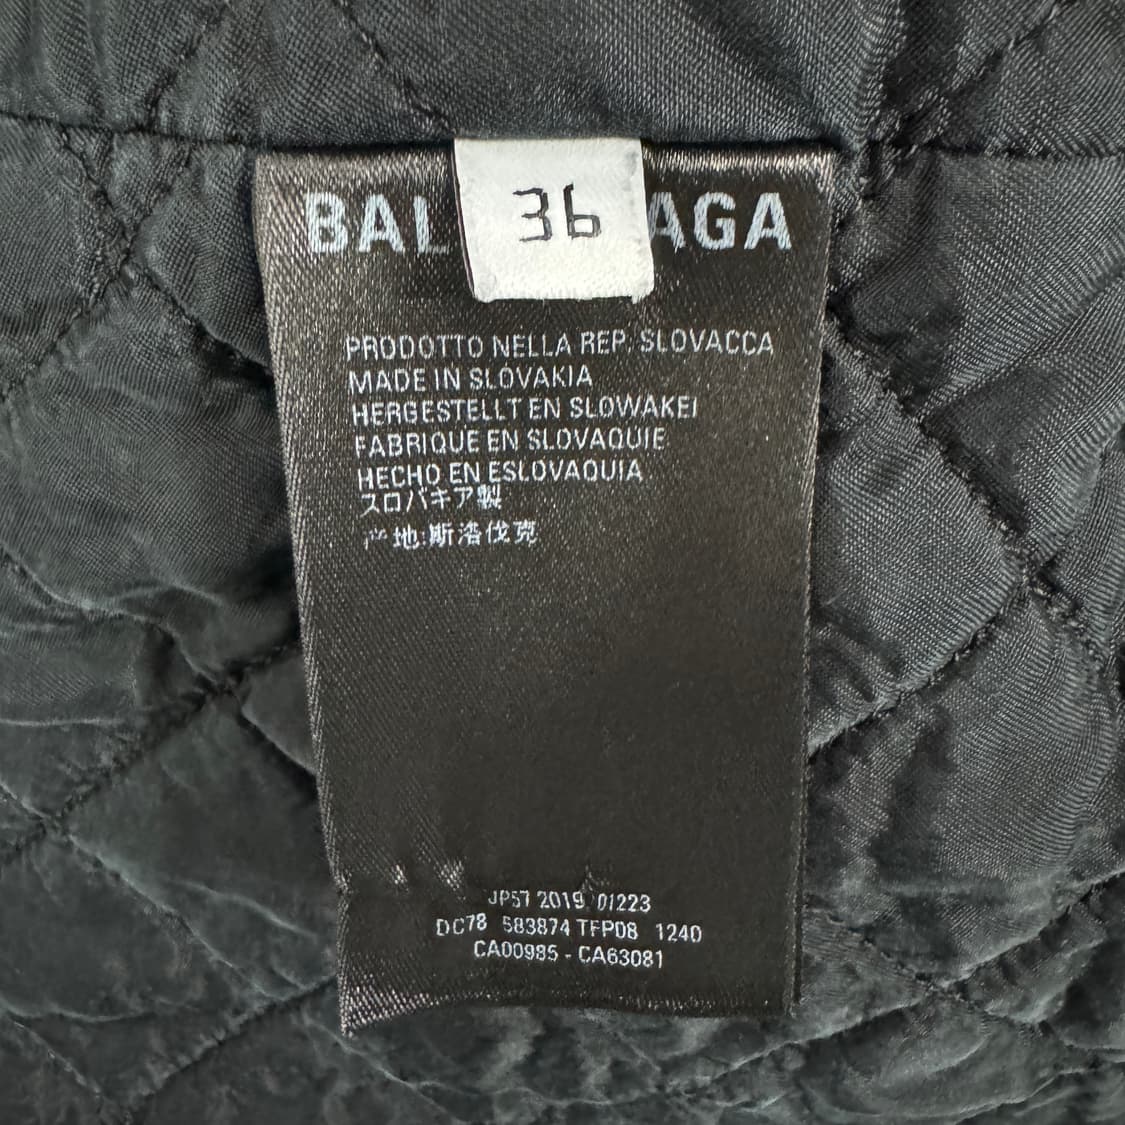 BAL AGA
36
PRODOTTO NELLA REP. SLOVACCA
MADE IN SLOVAKIA
HERGESTELLT EN SLOWAKEI
FABRIQUE EN SLOVAQUIE
HECHO EN ESLOVAQUIA
スロバキア製
产地:斯洛伐克
JP57 2019 01223
DC78 583874 TFP08 1240
CA00985 - CA63081